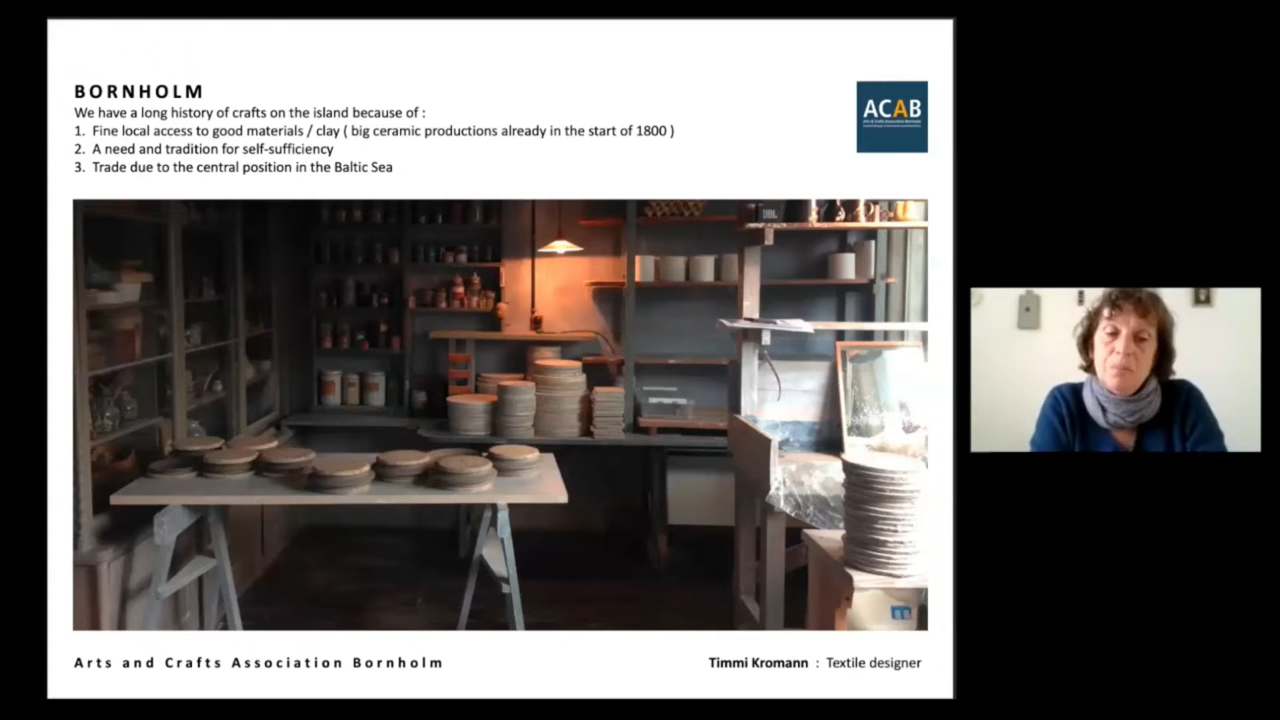 BORNHOLM
We have a long history of crafts on the island because of :
1. Fine local access to good materials / clay ( big ceramic productions already in the start of 1800 )
2. A need and tradition for self-sufficiency
3. Trade due to the central position in the Baltic Sea
ACAB
Arts & Crafts Association Bornholm
JBL
Arts and Crafts Association Bornholm
Timmi Kromann : Textile designer